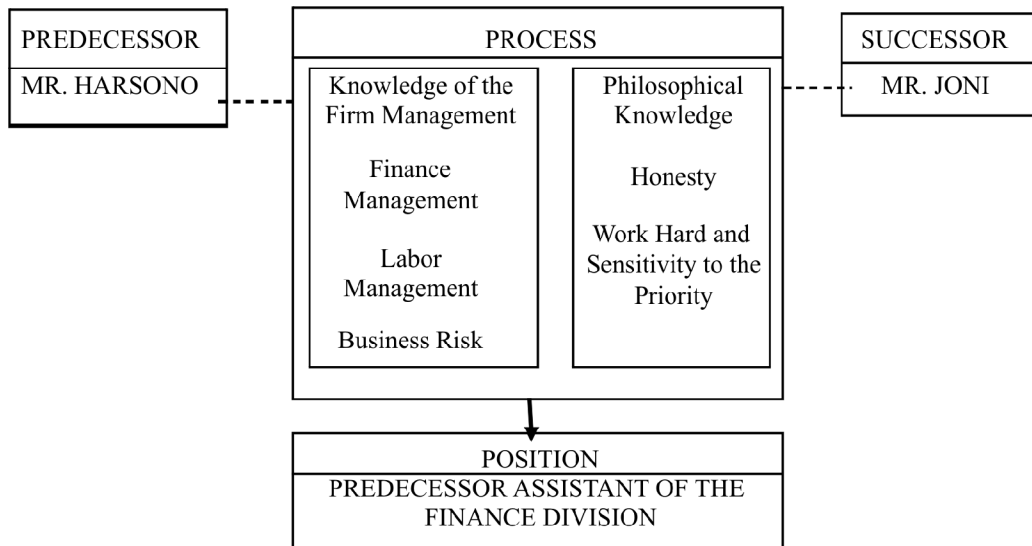 PREDECESSOR
MR. HARSONO
PROCESS
Knowledge of the
Firm Management
Finance
Management
Labor
Management
Business Risk
Philosophical
Knowledge
Honesty
Work Hard and
Sensitivity to the
Priority
SUCCESSOR
MR. JONI
POSITION
PREDECESSOR ASSISTANT OF THE
FINANCE DIVISION